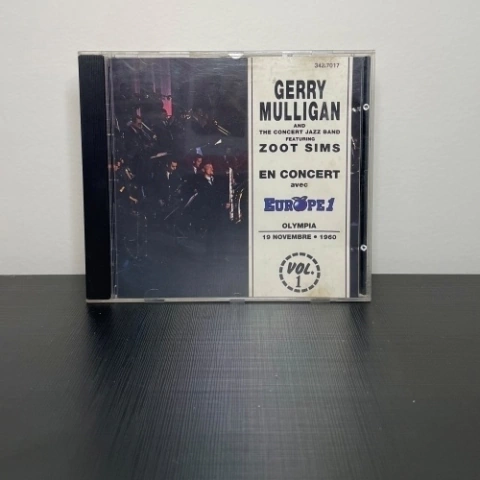 3427017
GERRY
MULLIGAN
AND
THE CONCERT JAZZ BAND
FEATURING
ZOOT SIMS
EN CONCERT
avec
EUROPE 1
OLYMPIA
19 NOVEMBRE • 1960
VOL.
1